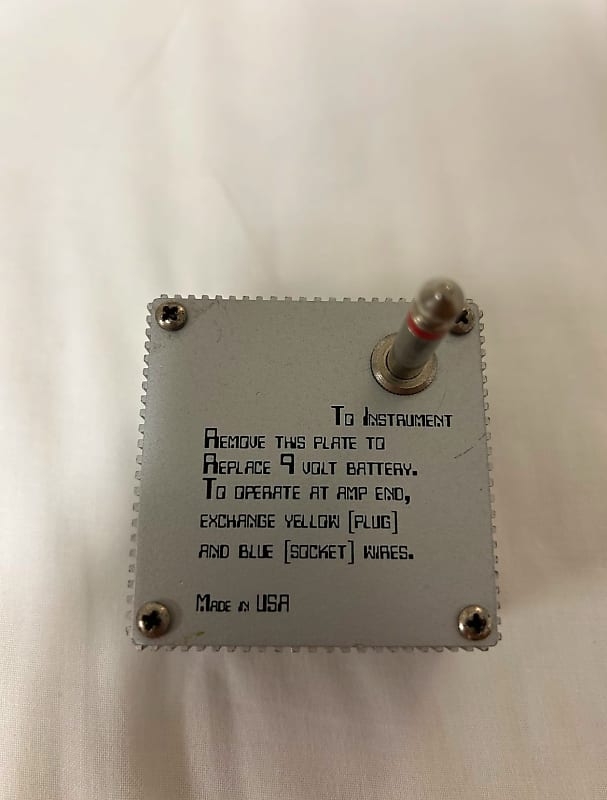 To Instrument
Remove this plate to
Replace 9 volt battery.
To operate at amp end,
exchange yellow [plug]
and blue [socket] wires.
Made in USA